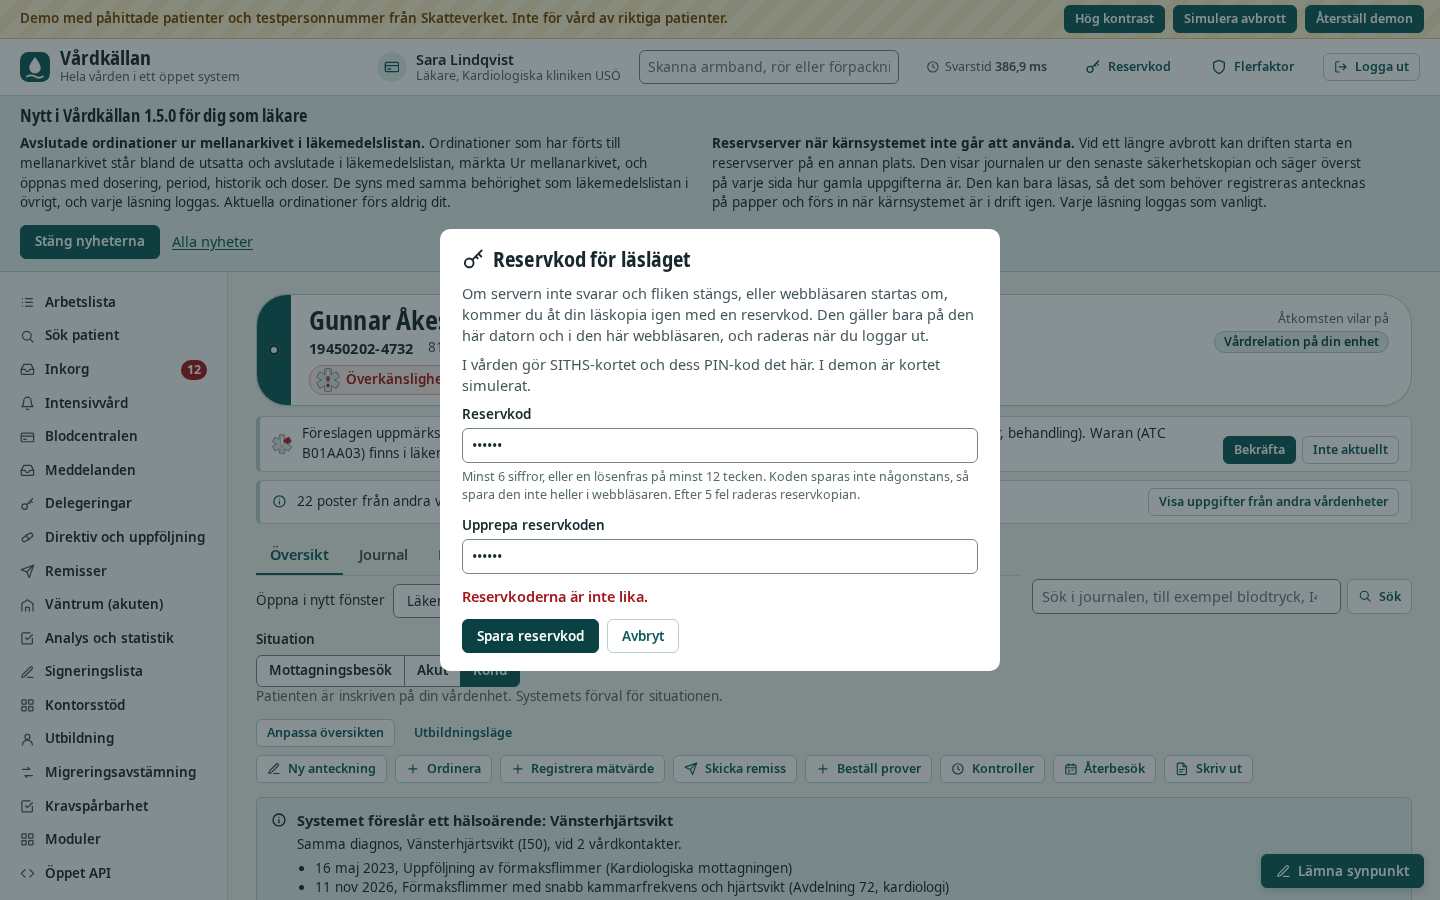 Demo med påhittade patienter och testpersonnummer från Skatteverket. Inte för vård av riktiga patienter.
Hög kontrast
Simulera avbrott
Återställ demon
Vårdkällan
Hela vården i ett öppet system
Sara Lindqvist
Läkare, Kardiologiska kliniken USÖ
Skanna armband, rör eller förpackni
Svarstid 386,9 ms
Reservkod
Flerfaktor
Logga ut
Nytt i Vårdkällan 1.5.0 för dig som läkare
Avslutade ordinationer ur mellanarkivet i läkemedelslistan. Ordinationer som har förts till
mellanarkivet står bland de utsatta och avslutade i läkemedelslistan, märkta Ur mellanarkivet, och
öppnas med dosering, period, historik och doser. De syns med samma behörighet som läkemedelslistan i
övrigt, och varje läsning loggas. Aktuella ordinationer förs aldrig dit.
Reservserver när kärnsystemet inte går att använda. Vid ett längre avbrott kan driften starta en
reservserver på en annan plats. Den visar journalen ur den senaste säkerhetskopian och säger överst
på varje sida hur gamla uppgifterna är. Den kan bara läsas, så det som behöver registreras antecknas
på papper och förs in när kärnsystemet är i drift igen. Varje läsning loggas som vanligt.
Stäng nyheterna
Alla nyheter
Arbetslista
Sök patient
Inkorg
12
Intensivvård
Blodcentralen
Meddelanden
Delegeringar
Direktiv och uppföljning
Remisser
Väntrum (akuten)
Analys och statistik
Signeringslista
Kontorsstöd
Utbildning
Migreringsavstämning
Kravspårbarhet
Moduler
Öppet API
Gunnar Åkes
19450202-4732 81
Överkänslighe
Åtkomsten vilar på
Vårdrelation på din enhet
Föreslagen uppmärks
, behandling). Waran (ATC
B01AA03) finns i läker
Bekräfta
Inte aktuellt
22 poster från andra v
Visa uppgifter från andra vårdenheter
Översikt
Journal
Öppna i nytt fönster
Läker
Sök i journalen, till exempel blodtryck, I
Sök
Situation
Mottagningsbesök
Akut
Rond
Patienten är inskriven på din vårdenhet. Systemets förval för situationen.
Anpassa översikten
Utbildningsläge
Ny anteckning
Ordinera
Registrera mätvärde
Skicka remiss
Beställ prover
Kontroller
Återbesök
Skriv ut
Systemet föreslår ett hälsoärende: Vänsterhjärtsvikt
Samma diagnos, Vänsterhjärtsvikt (I50), vid 2 vårdkontakter.
• 16 maj 2023, Uppföljning av förmaksflimmer (Kardiologiska mottagningen)
• 11 nov 2026, Förmaksflimmer med snabb kammarfrekvens och hjärtsvikt (Avdelning 72, kardiologi)
Lämna synpunkt
Reservkod för läsläget
Om servern inte svarar och fliken stängs, eller webbläsaren startas om,
kommer du åt din läskopia igen med en reservkod. Den gäller bara på den
här datorn och i den här webbläsaren, och raderas när du loggar ut.
I vården gör SITHS-kortet och dess PIN-kod det här. I demon är kortet
simulerat.
Reservkod
••••••
Minst 6 siffror, eller en lösenfras på minst 12 tecken. Koden sparas inte någonstans, så
spara den inte heller i webbläsaren. Efter 5 fel raderas reservkopian.
Upprepa reservkoden
••••••
Reservkoderna är inte lika.
Spara reservkod
Avbryt